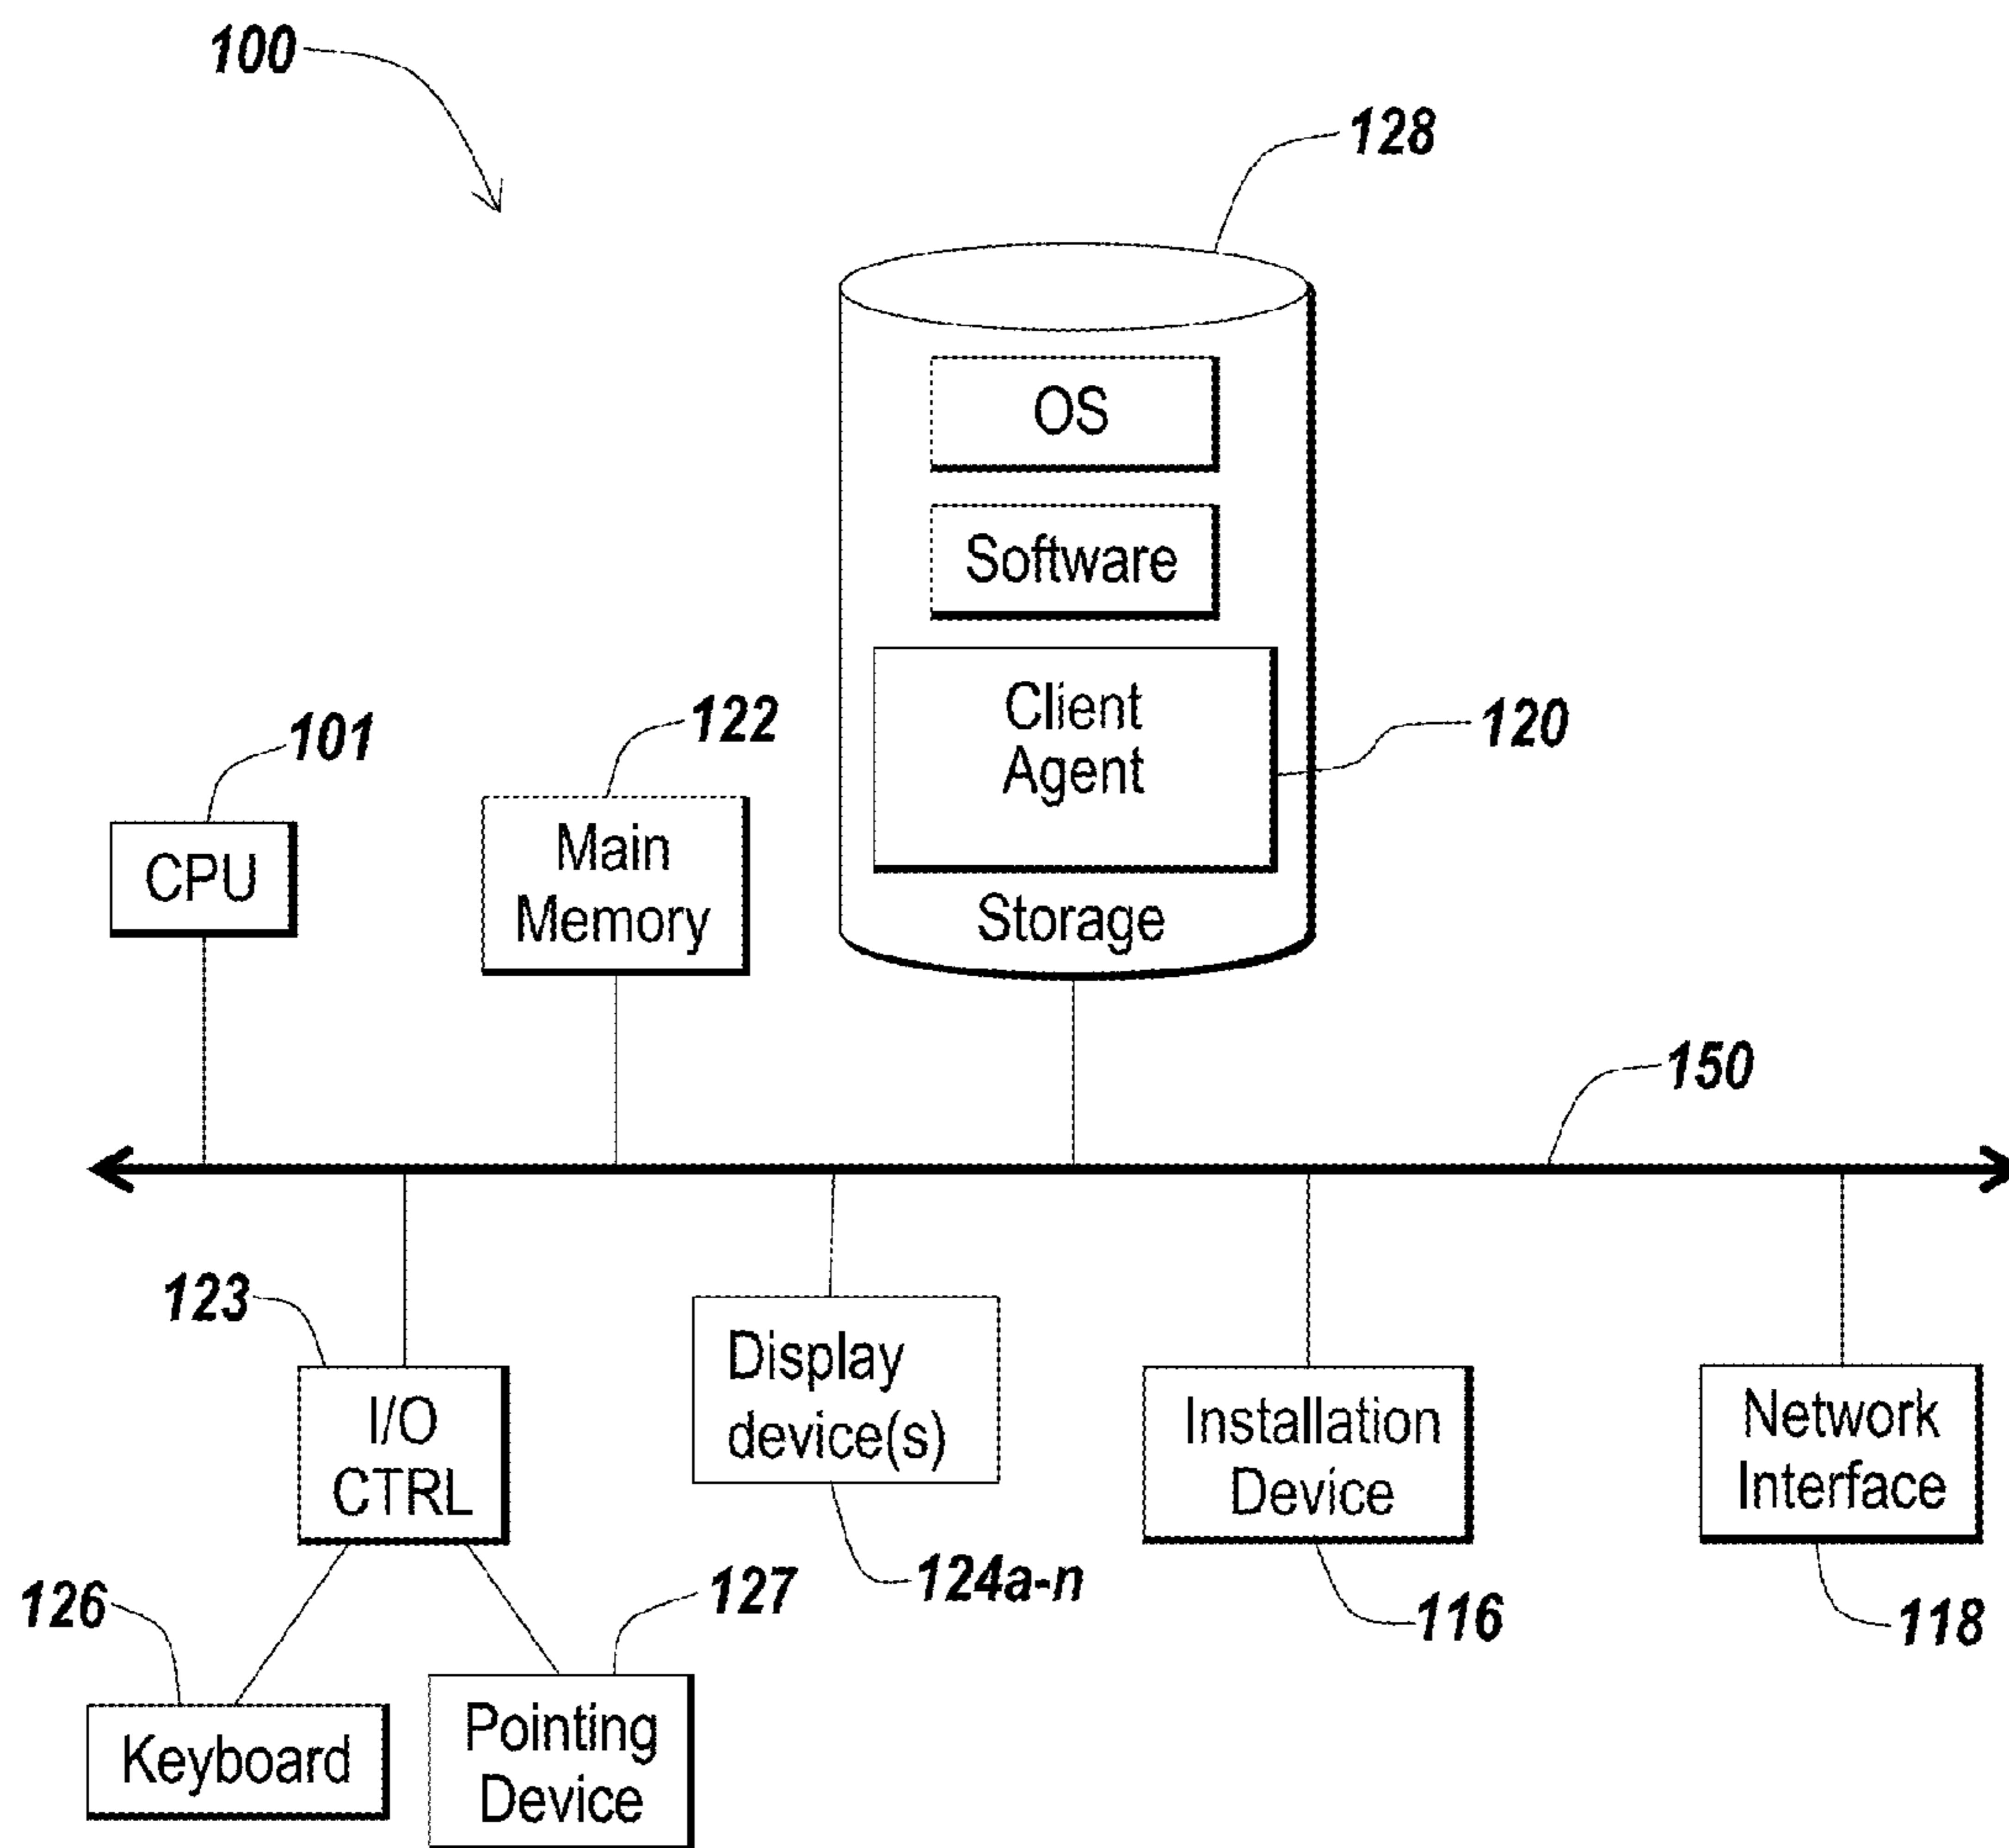 100
128
OS
Software
Client
Agent
120
Storage
101
CPU
122
Main
Memory
150
123
I/O
CTRL
Display
device(s)
124a-n
Installation
Device
116
Network
Interface
118
126
Keyboard
127
Pointing
Device